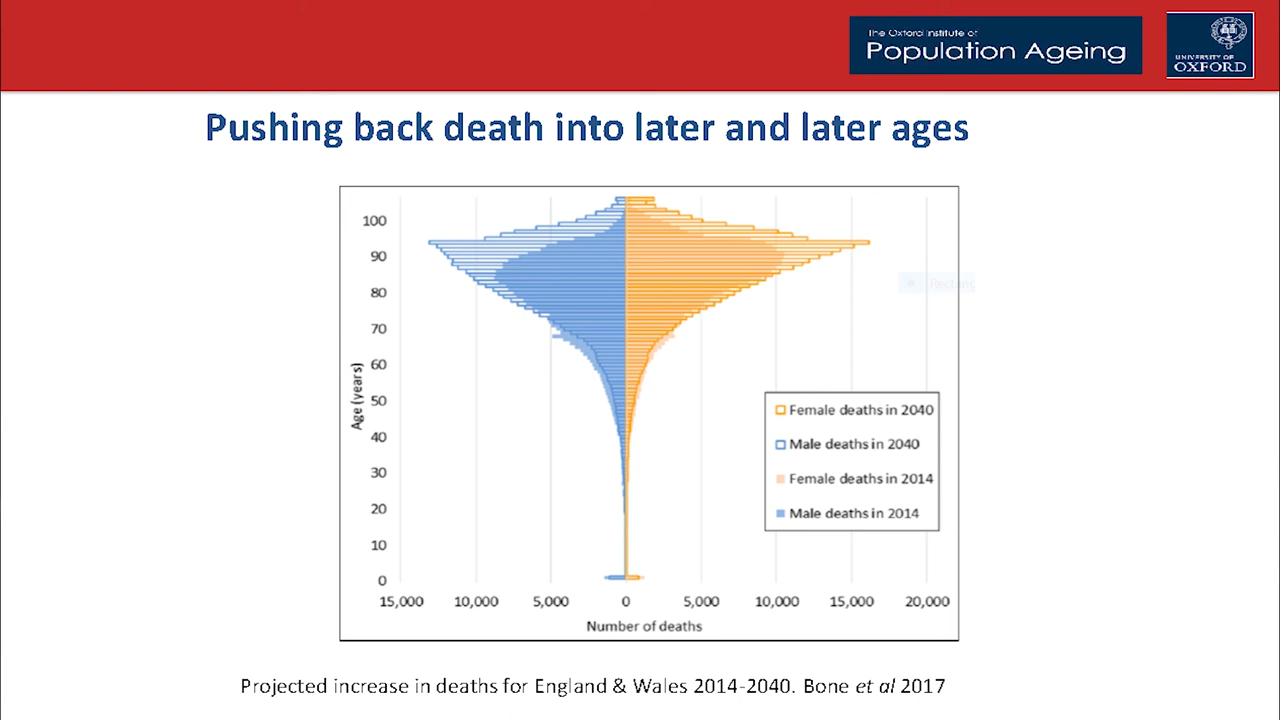 The Oxford Institute of
Population Ageing
UNIVERSITY OF
OXFORD
Pushing back death into later and later ages
100
90
80
70
60
50
40
30
20
10
0
Age (years)
15,000 10,000 5,000 0 5,000 10,000 15,000 20,000
Number of deaths
Female deaths in 2040
Male deaths in 2040
Female deaths in 2014
Male deaths in 2014
Projected increase in deaths for England & Wales 2014-2040. Bone et al 2017